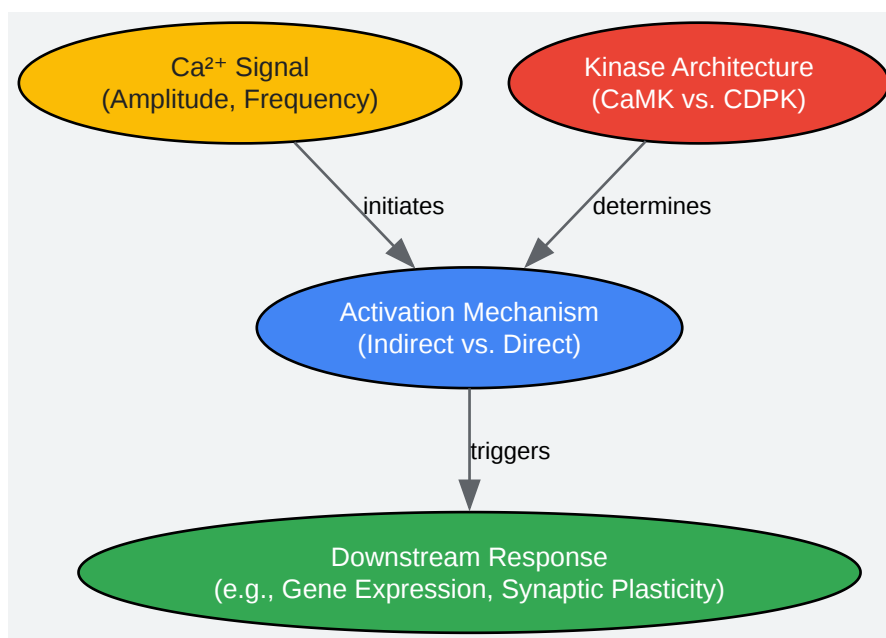 Ca²⁺ Signal
(Amplitude, Frequency)
Kinase Architecture
(CaMK vs. CDPK)
initiates
determines
Activation Mechanism
(Indirect vs. Direct)
triggers
Downstream Response
(e.g., Gene Expression, Synaptic Plasticity)